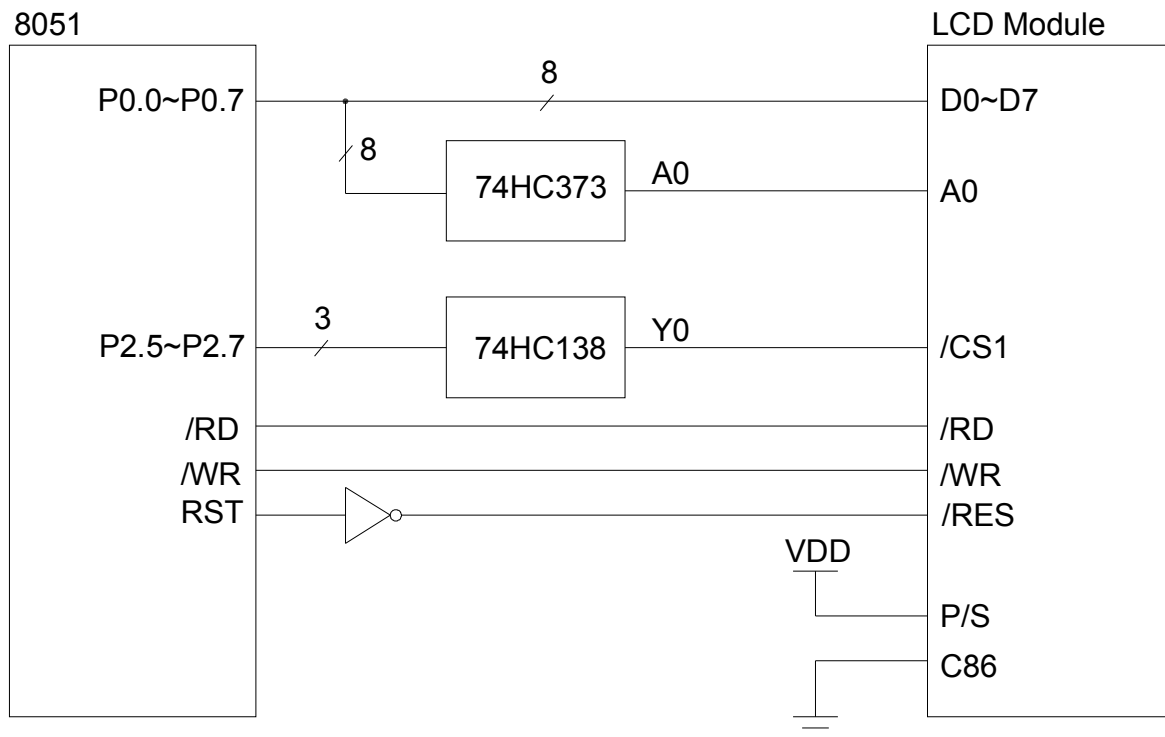 8051
LCD Module
P0.0~P0.7
8
D0~D7
8
74HC373
A0
A0
P2.5~P2.7
3
74HC138
Y0
/CS1
/RD
/RD
/WR
/WR
RST
/RES
VDD
P/S
C86